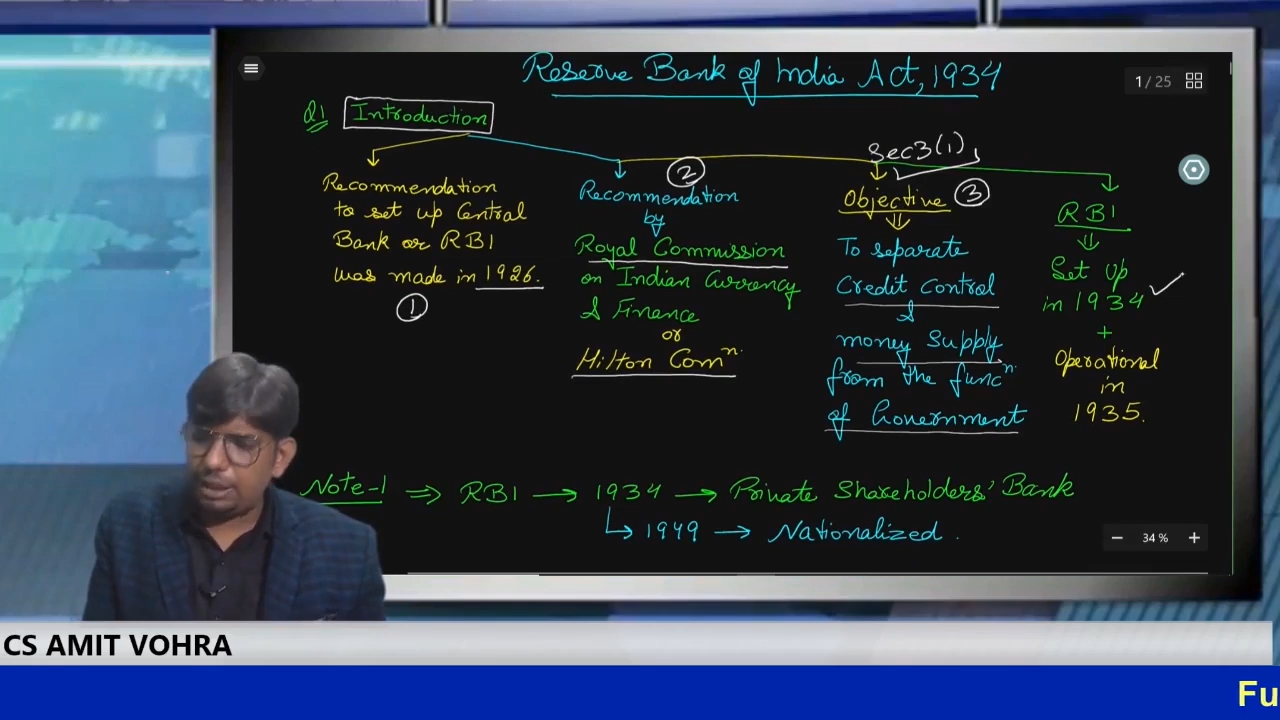 Reserve Bank of India Act, 1934
1 / 25
Q1 Introduction
Sec 3(1),
Recommendation
to set up Central
Bank or RBI
was made in 1926.
1
2
Recommendation
by
Royal Commission
on Indian Currency
& Finance
or
Hilton Comn.
Objective 3
To separate
Credit Control
&
money Supply
from the funcn.
of Government
RBI
Set Up
in 1934
+
Operational
in
1935.
Note-1 ⇒ RBI → 1934 → Private Shareholders' Bank
1949 → Nationalized.
− 34 % +
CS AMIT VOHRA
Fu